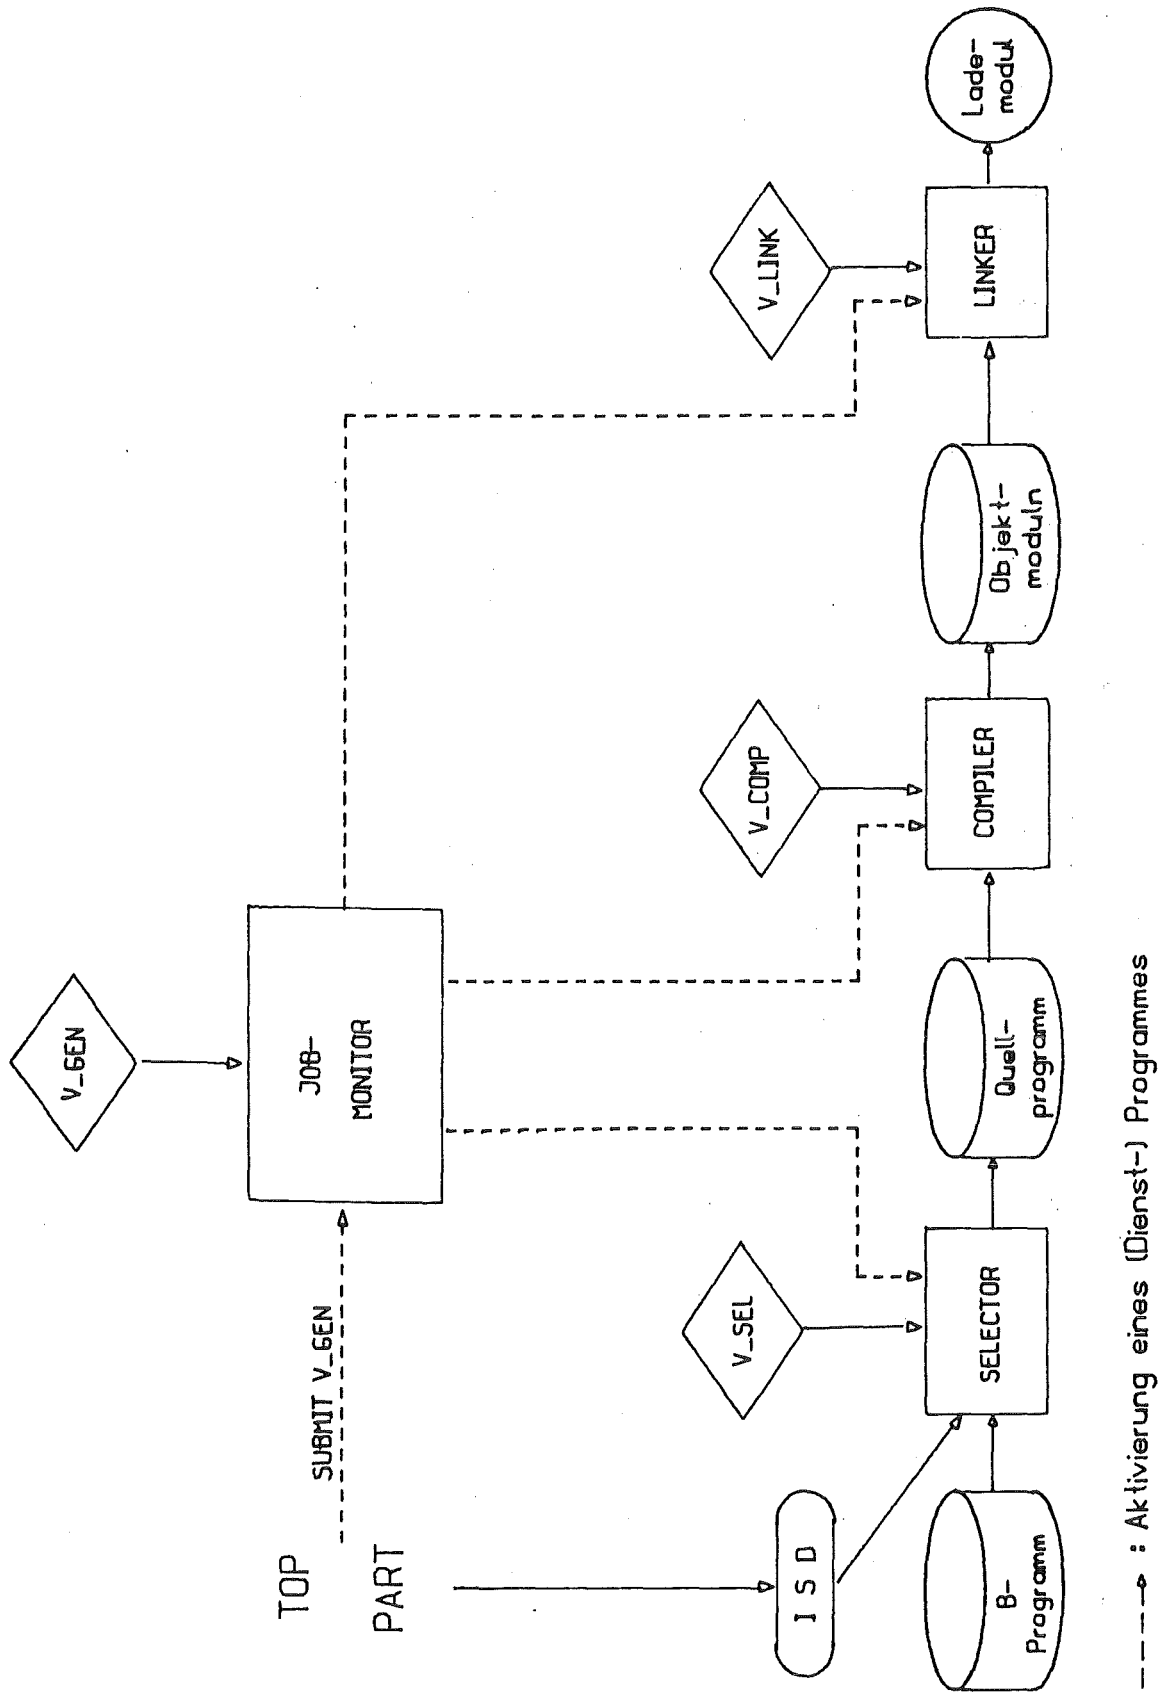 V_GEN
JOB-
MONITOR
TOP
PART
SUBMIT V_GEN
V_SEL
V_COMP
V_LINK
I S D
B-
Programm
SELECTOR
Quell-
programm
COMPILER
Objekt-
moduln
LINKER
Lade-
modul
----> : Aktivierung eines (Dienst-) Programmes